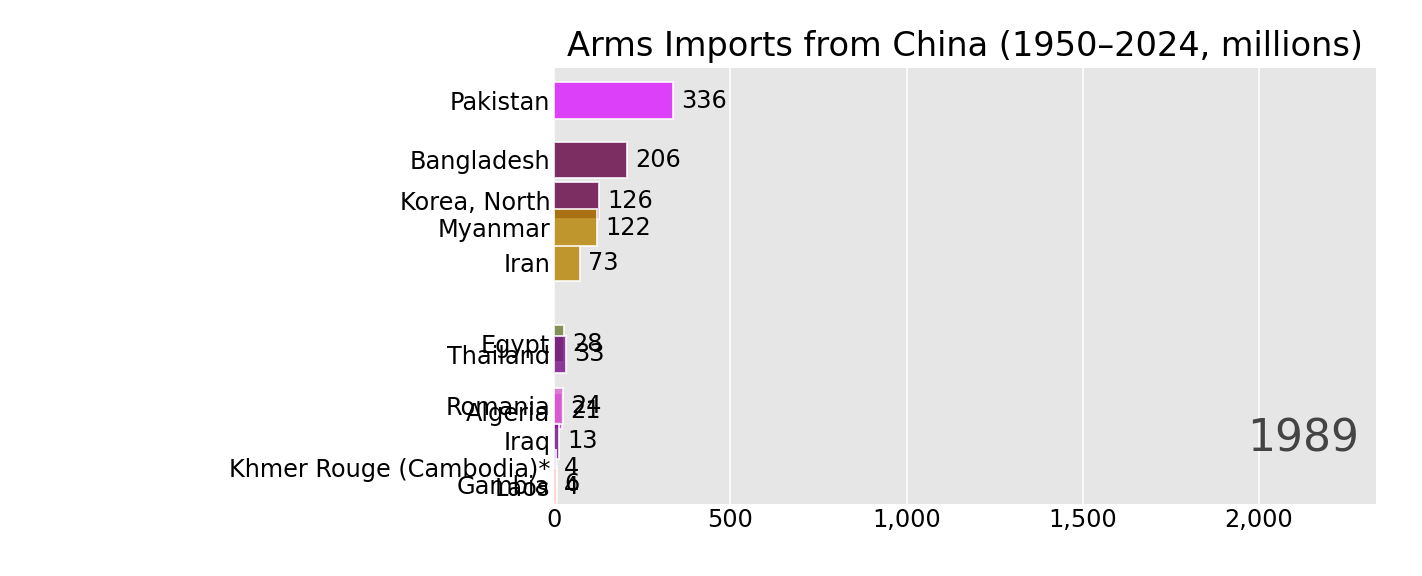 Arms Imports from China (1950–2024, millions)
Pakistan 336
Bangladesh 206
Korea, North 126
Myanmar 122
Iran 73
Egypt 28
Thailand 33
Romania 24
Algeria 21
Iraq 13
1989
Khmer Rouge (Cambodia)* 4
Gambia 6
Laos 4
0 500 1,000 1,500 2,000